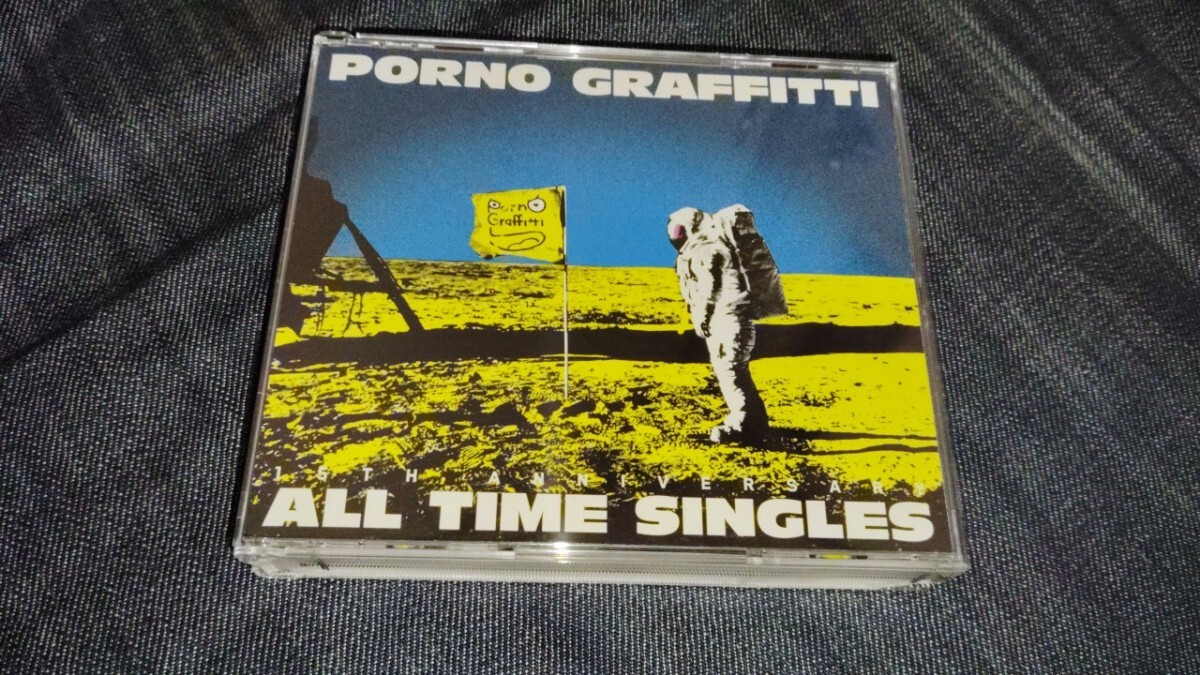 PORNO GRAFFITTI
Porno
Graffitti
15TH ANNIVERSARY
ALL TIME SINGLES